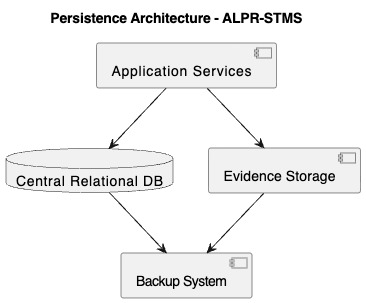 Persistence Architecture - ALPR-STMS
Application Services
Central Relational DB
Evidence Storage
Backup System